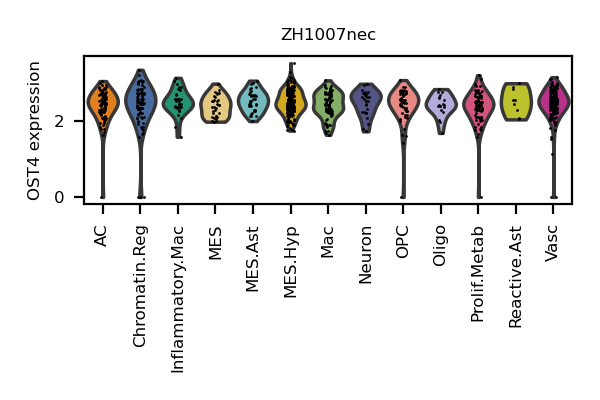 ZH1007nec
OST4 expression
2
0
AC
Chromatin.Reg
Inflammatory.Mac
MES
MES.Ast
MES.Hyp
Mac
Neuron
OPC
Oligo
Prolif.Metab
Reactive.Ast
Vasc